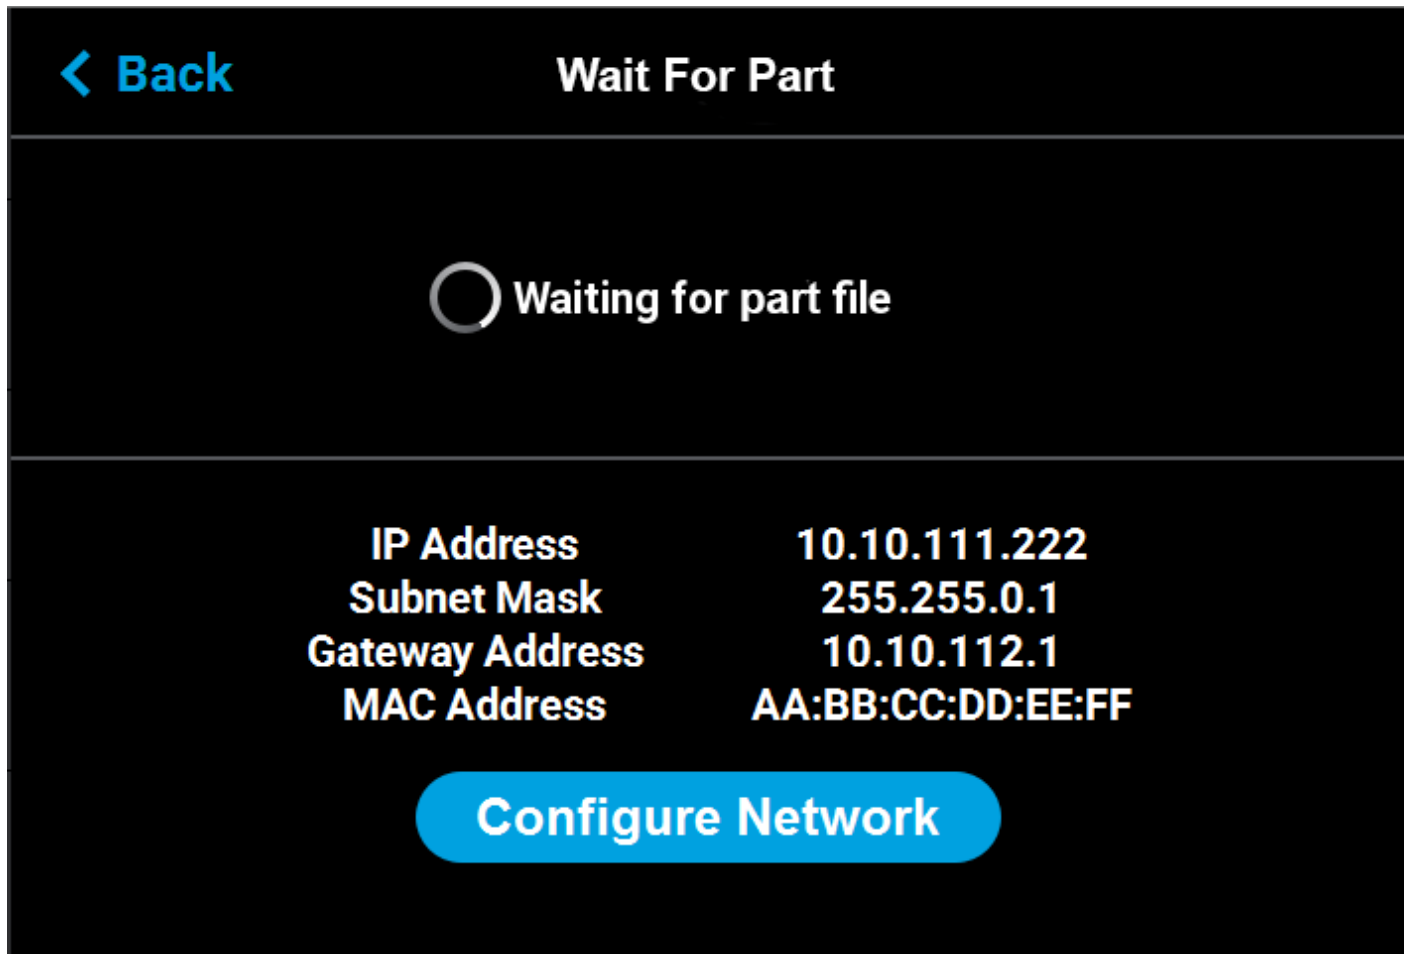 Back
Wait For Part
Waiting for part file
IP Address 10.10.111.222
Subnet Mask 255.255.0.1
Gateway Address 10.10.112.1
MAC Address AA:BB:CC:DD:EE:FF
Configure Network